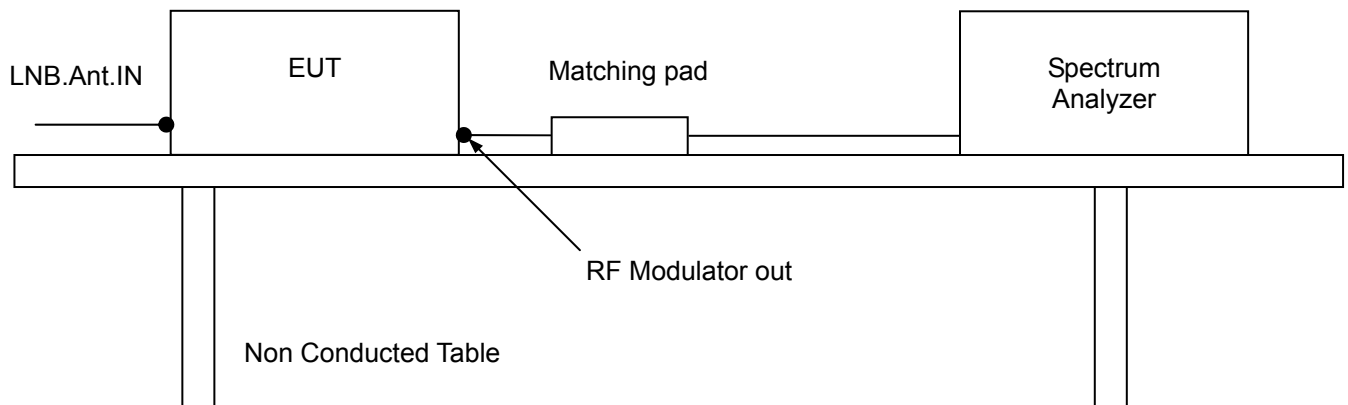 LNB.Ant.IN
EUT
Matching pad
Spectrum
Analyzer
RF Modulator out
Non Conducted Table